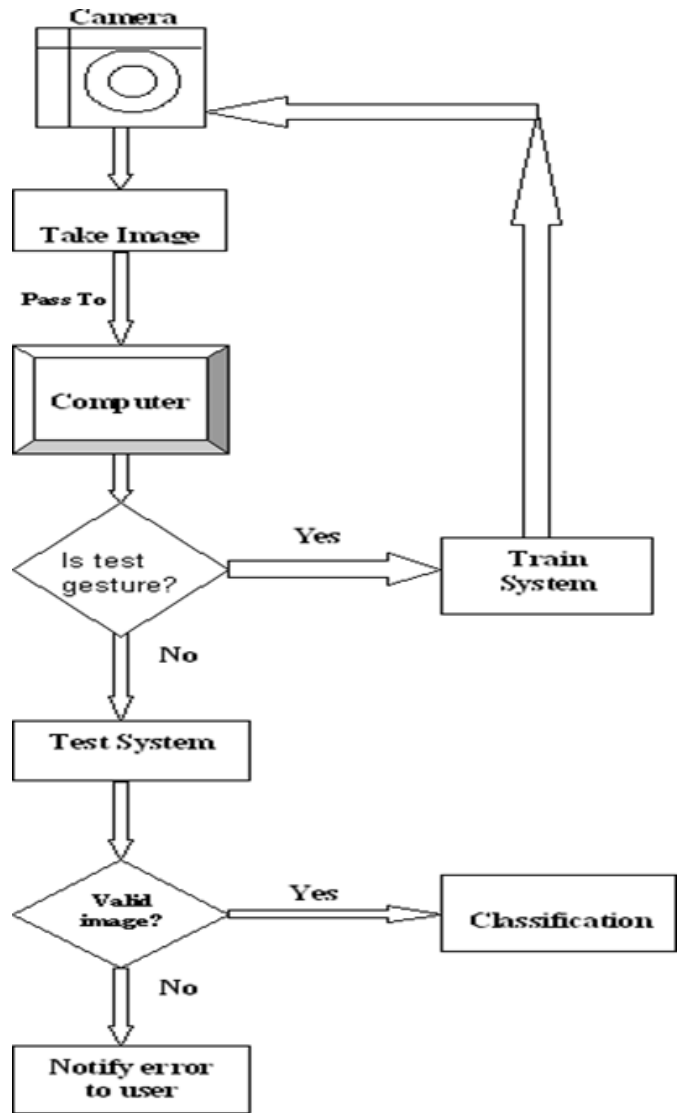 Camera
Take Image
Pass To
Computer
Is test
gesture?
Yes
Train
System
No
Test System
Valid
image?
Yes
Classification
No
Notify error
to user